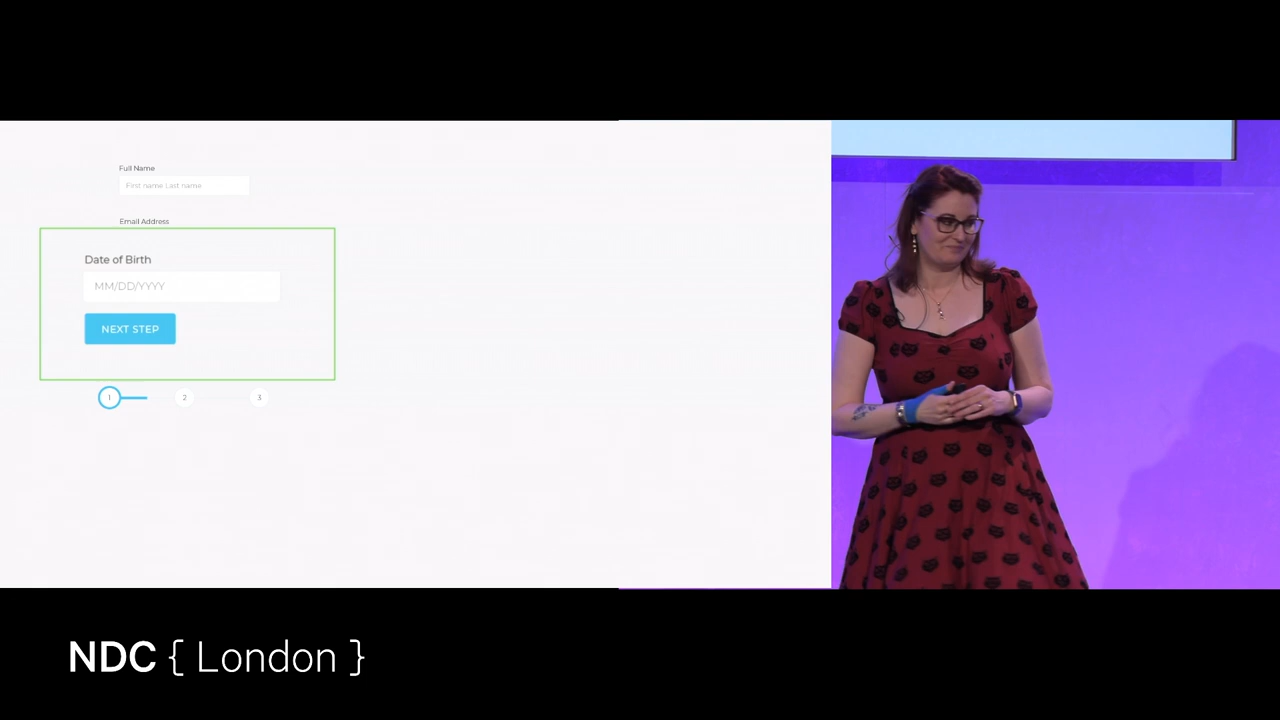 Full Name
First name Last name
Email Address
Date of Birth
MM/DD/YYYY
NEXT STEP
1
2
3
NDC { London }